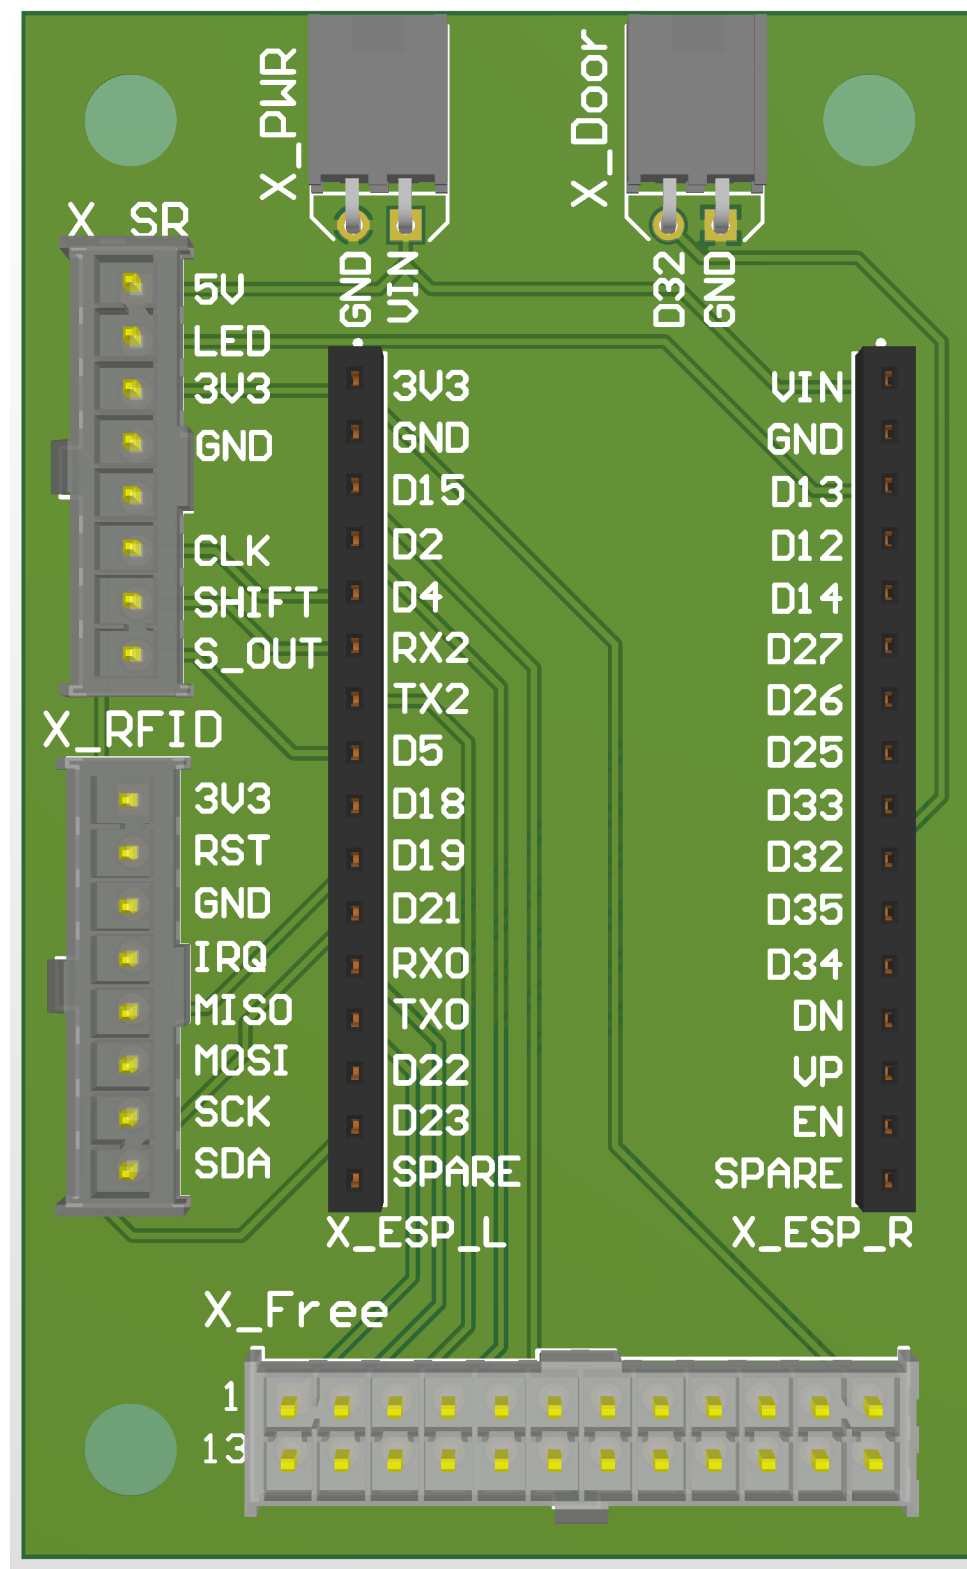 X_PWR
X_Door
X_SR
GND
VIN
D32
GND
5V
LED
3V3
GND
CLK
SHIFT
S_OUT
X_RFID
3V3
RST
GND
IRQ
MISO
MOSI
SCK
SDA
3V3
GND
D15
D2
D4
RX2
TX2
D5
D18
D19
D21
RX0
TX0
D22
D23
SPARE
X_ESP_L
VIN
GND
D13
D12
D14
D27
D26
D25
D33
D32
D35
D34
DN
VP
EN
SPARE
X_ESP_R
X_Free
1
13